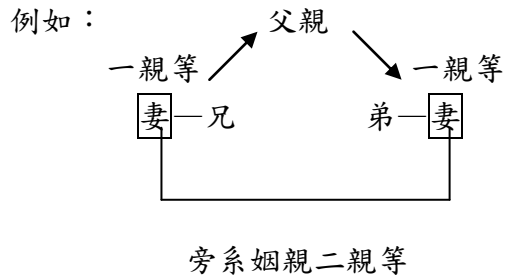 例如：
父親
一親等 一親等
妻—兄 弟—妻
旁系姻親二親等